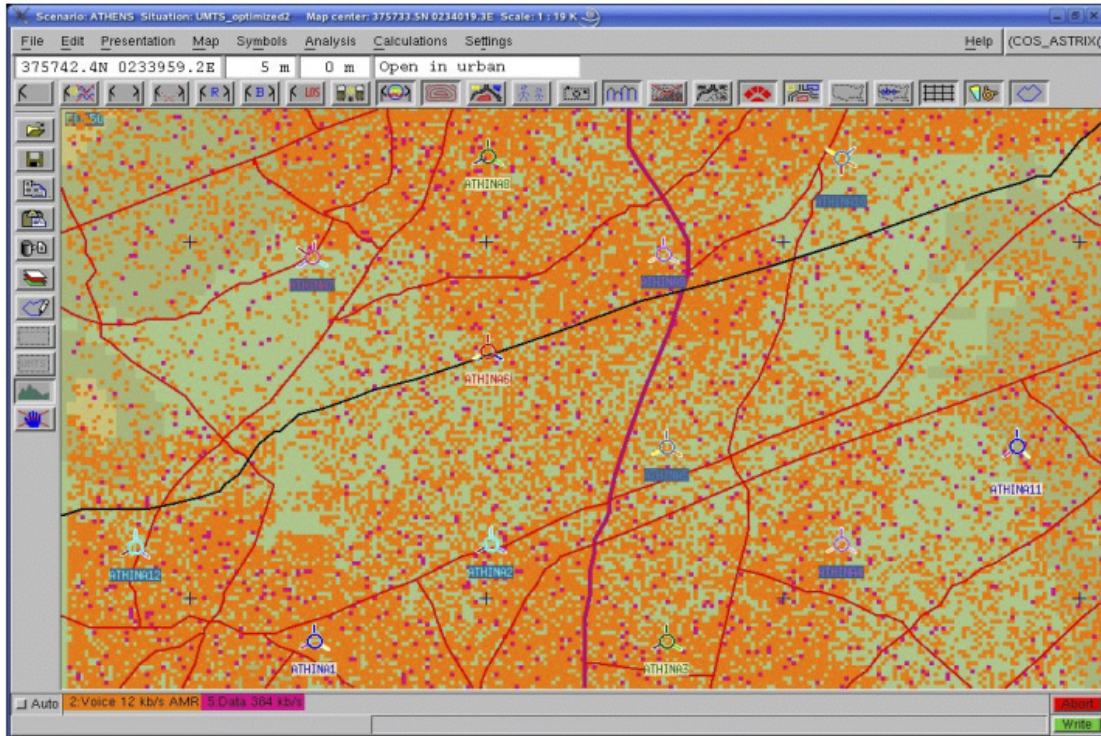 Scenario: ATHENS Situation: UMTS_optimized2 Map center: 375733.5N 0234019.3E Scale: 1 : 19 K
File Edit Presentation Map Symbols Analysis Calculations Settings Help (COS_ASTRIX(
375742.4N 0233959.2E 5 m 0 m Open in urban
R B LOS
ATHINA8
ATHINA6
ATHINA11
ATHINA12 ATHINA2
UMTS
ATHINA1 ATHINA3
Auto 2:Voice 12 kb/s AMR 5:Data 384 kb/s Abort
Write